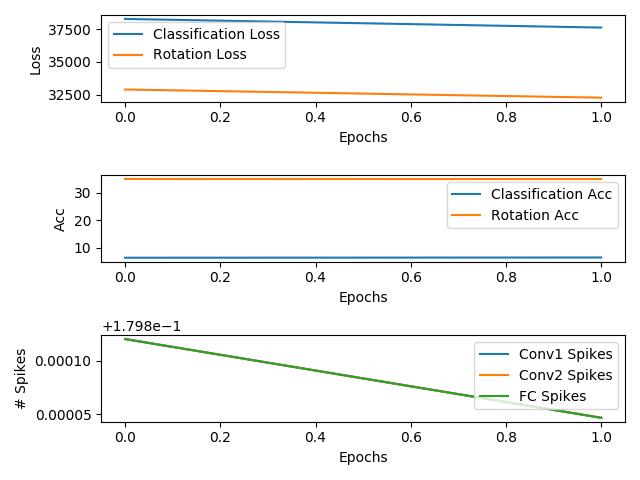 37500
35000
32500
Loss
Classification Loss
Rotation Loss
0.0 0.2 0.4 0.6 0.8 1.0
Epochs
30
20
10
Acc
Classification Acc
Rotation Acc
0.0 0.2 0.4 0.6 0.8 1.0
Epochs
+1.798e−1
0.00010
0.00005
# Spikes
Conv1 Spikes
Conv2 Spikes
FC Spikes
0.0 0.2 0.4 0.6 0.8 1.0
Epochs